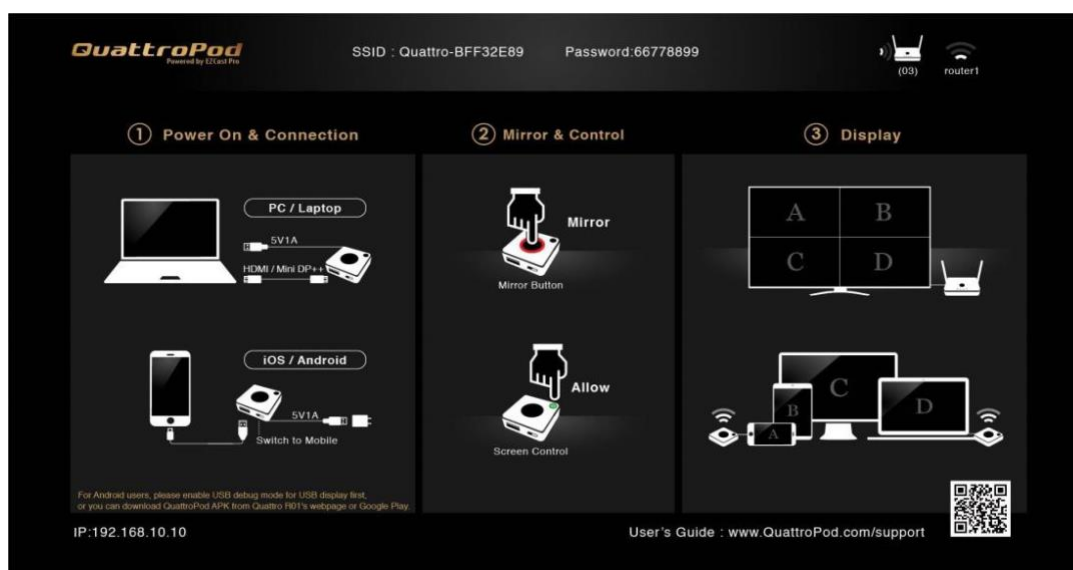 QuattroPod
Powered by EZCast Pro
SSID : Quattro-BFF32E89
Password:66778899
(03)
router1
1 Power On & Connection
PC / Laptop
5V1A
HDMI / Mini DP++
iOS / Android
5V1A
Switch to Mobile
For Android users, please enable USB debug mode for USB display first,
or you can download QuattroPod APK from Quattro R01's webpage or Google Play.
2 Mirror & Control
Mirror
Mirror Button
Allow
Screen Control
3 Display
A
B
C
D
A
B
C
D
IP:192.168.10.10
User's Guide : www.QuattroPod.com/support